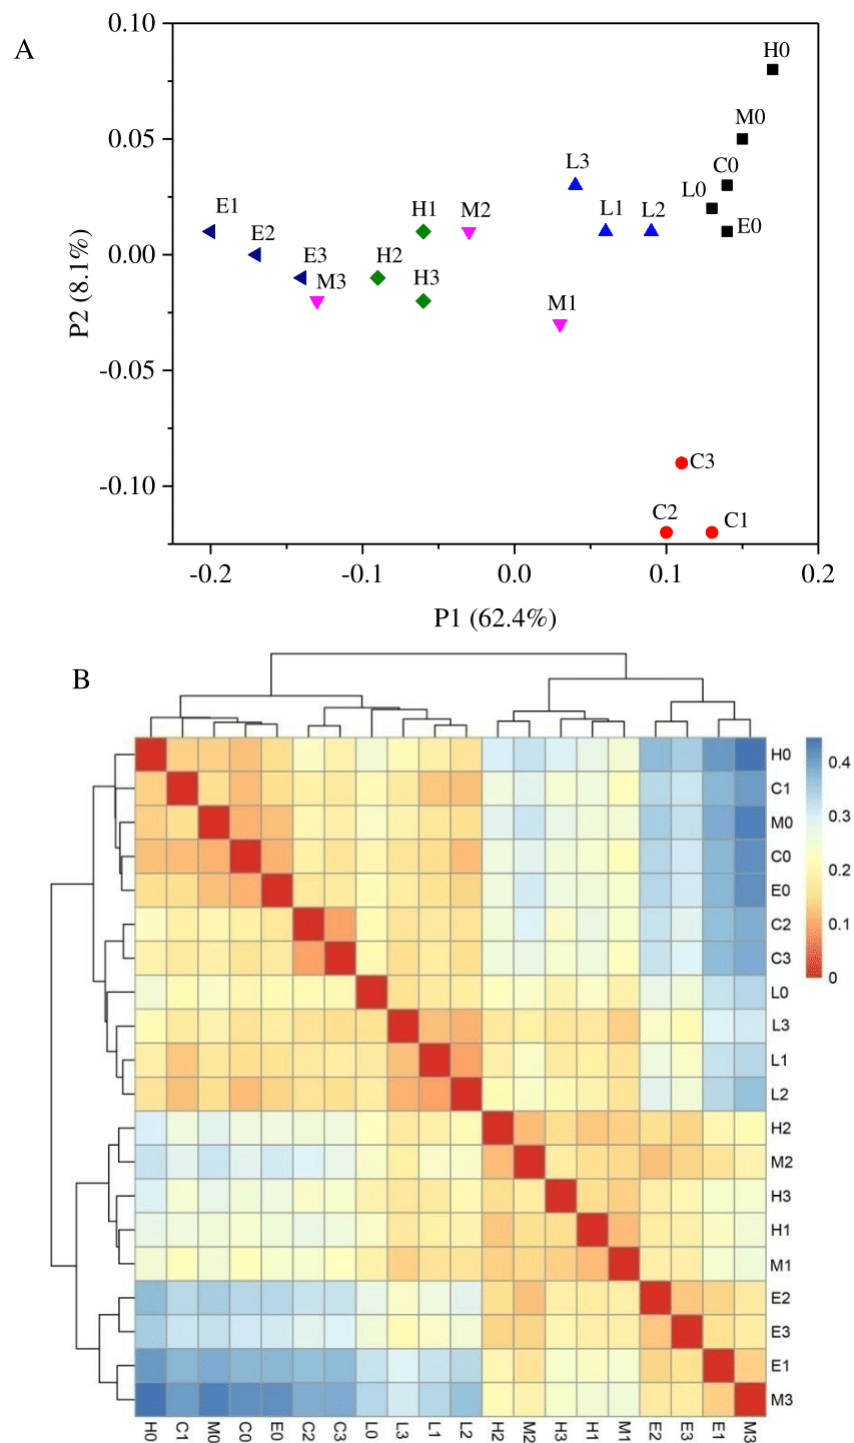 A
0.10
0.05
0.00
-0.05
-0.10
P2 (8.1%)
H0
M0
C0
L3
L0
E1
H1
M2
L1
L2
E0
E2
E3
H2
M3
H3
M1
C3
C2
C1
-0.2
-0.1
0.0
0.1
0.2
P1 (62.4%)
B
H0
C1
M0
C0
E0
C2
C3
L0
L3
L1
L2
H2
M2
H3
H1
M1
E2
E3
E1
M3
0.4
0.3
0.2
0.1
0
H0 C1 M0 C0 E0 C2 C3 L0 L3 L1 L2 H2 M2 H3 H1 M1 E2 E3 E1 M3